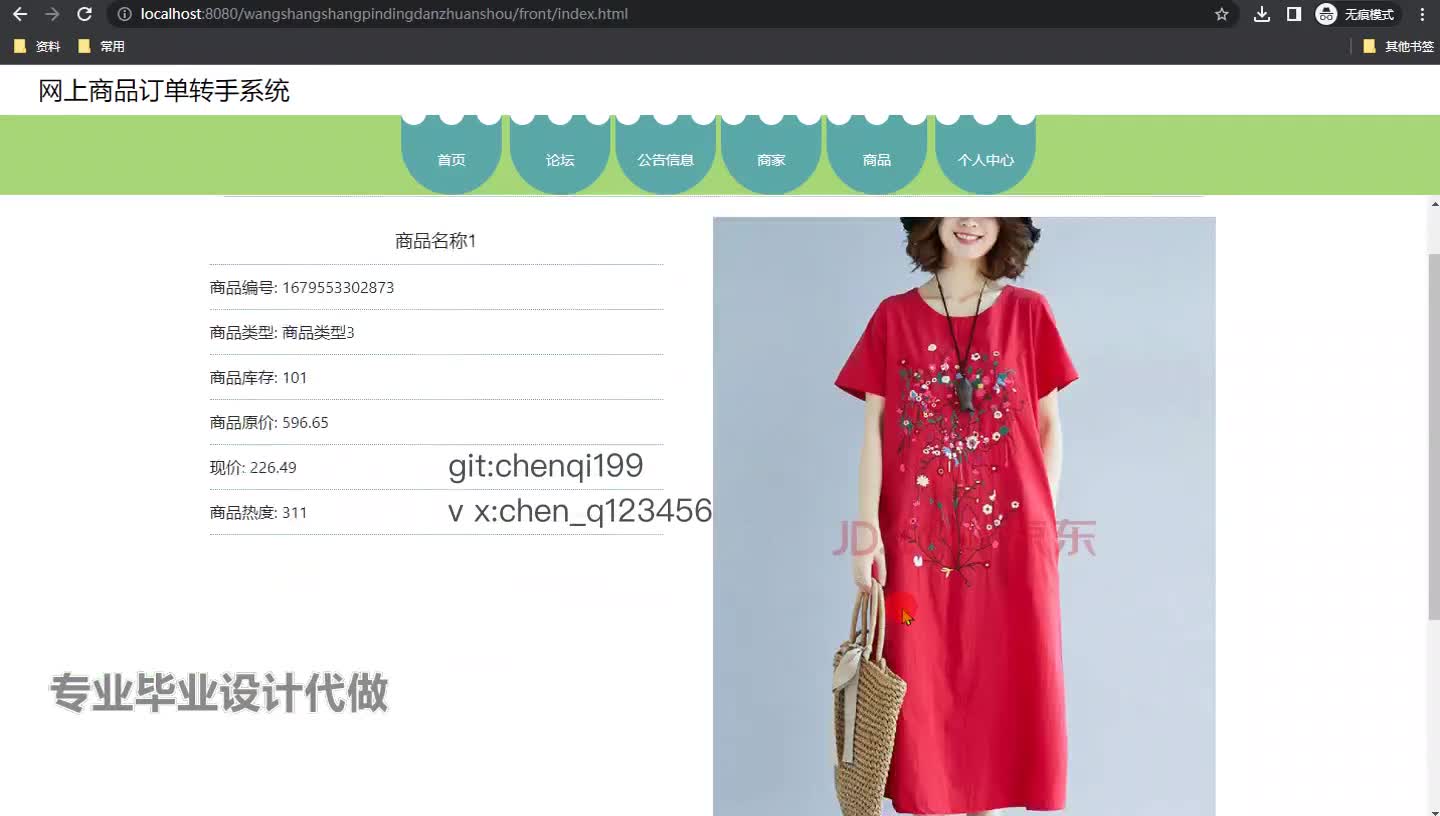 localhost:8080/wangshangshangpindingdanzhuanshou/front/index.html
无痕模式
资料
常用
其他书签
网上商品订单转手系统
首页
论坛
公告信息
商家
商品
个人中心
商品名称1
商品编号: 1679553302873
商品类型: 商品类型3
商品库存: 101
商品原价: 596.65
现价: 226.49
git:chenqi199
商品热度: 311
v x:chen_q123456
JD.
东
专业毕业设计代做